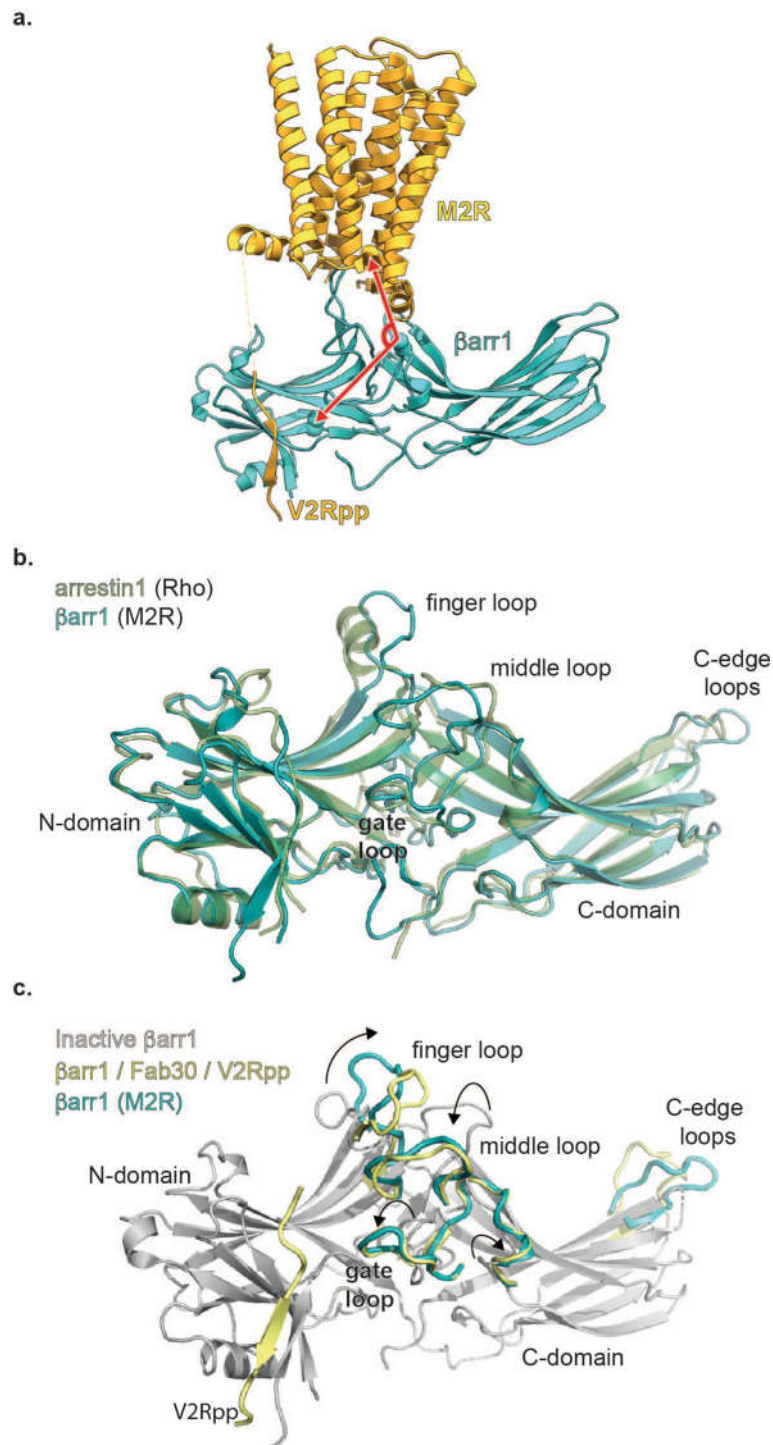 a.
M2R
βarr1
V2Rpp
b.
arrestin1 (Rho)
βarr1 (M2R)
finger loop
middle loop
C-edge
loops
N-domain
gate
loop
C-domain
c.
Inactive βarr1
βarr1 / Fab30 / V2Rpp
βarr1 (M2R)
finger loop
middle loop
C-edge
loops
N-domain
gate
loop
C-domain
V2Rpp